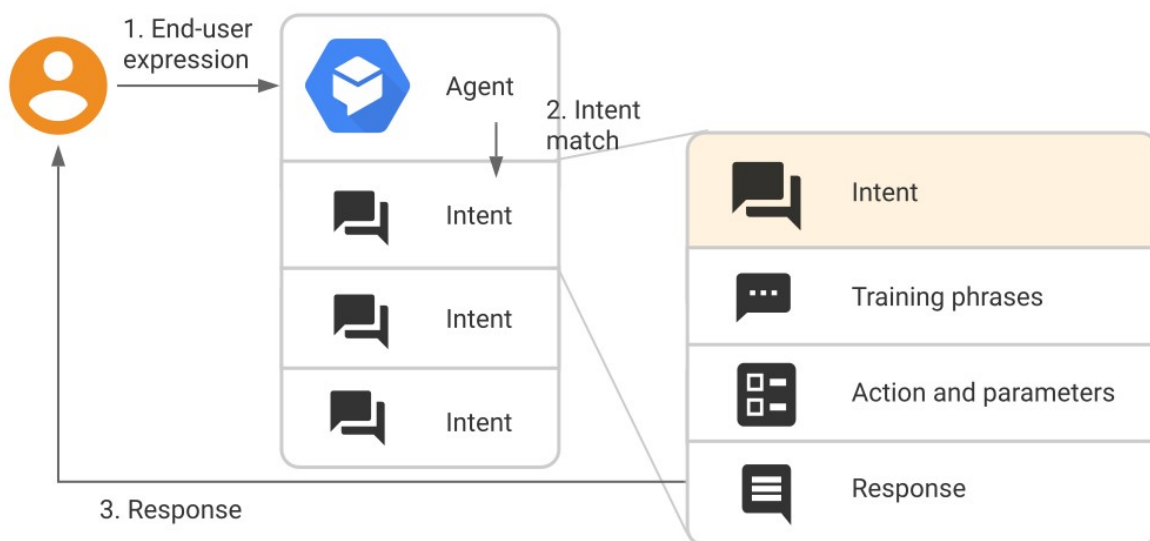 1. End-user
expression
Agent
2. Intent
match
Intent
Intent
Intent
Intent
Training phrases
Action and parameters
Response
3. Response